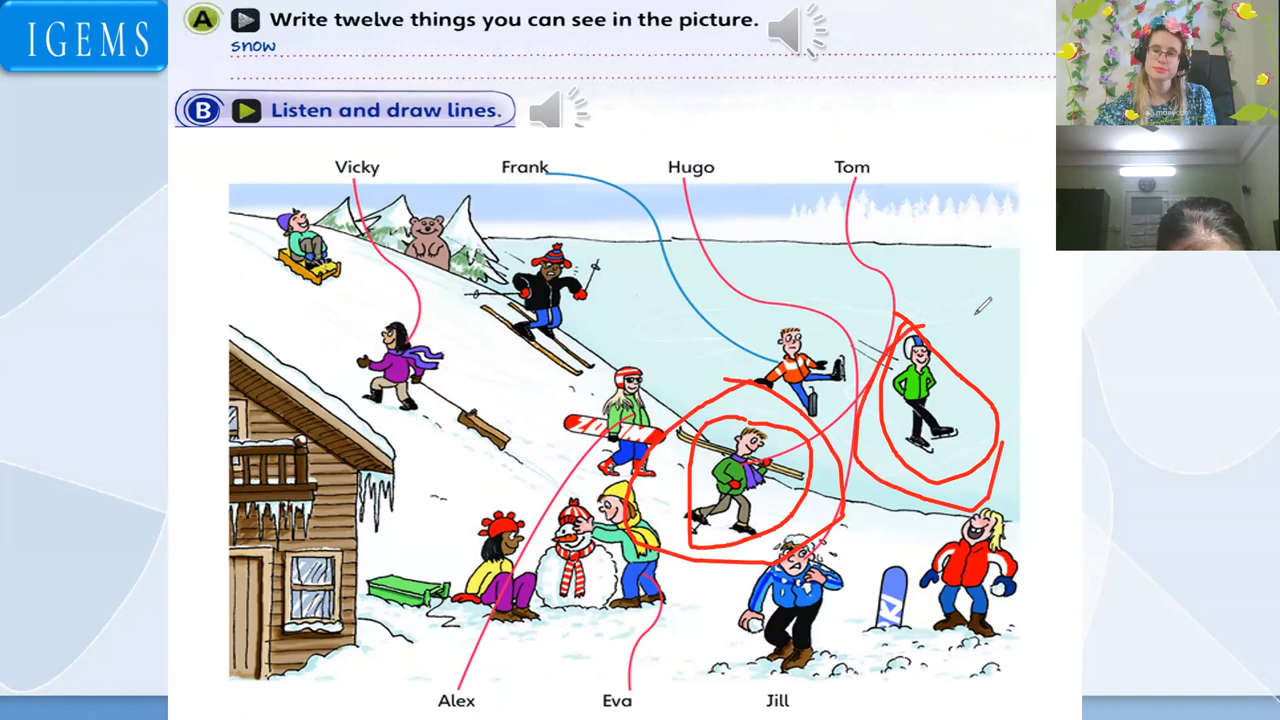 IGEMS
A Write twelve things you can see in the picture.
snow
B Listen and draw lines.
Vicky Frank Hugo Tom
ZOOM
Alex Eva Jill